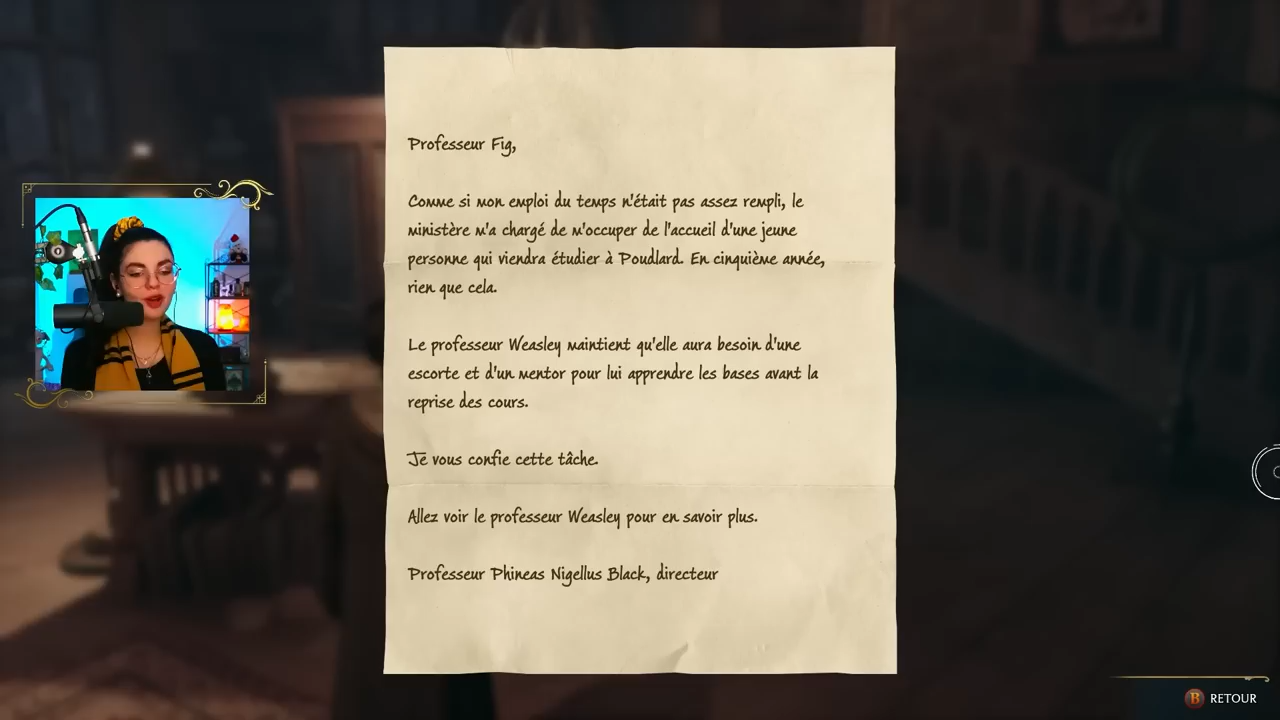 Professeur Fig,
Comme si mon emploi du temps n'était pas assez rempli, le
ministère m'a chargé de m'occuper de l'accueil d'une jeune
personne qui viendra étudier à Poudlard. En cinquième année,
rien que cela.
Le professeur Weasley maintient qu'elle aura besoin d'une
escorte et d'un mentor pour lui apprendre les bases avant la
reprise des cours.
Je vous confie cette tâche.
Allez voir le professeur Weasley pour en savoir plus.
Professeur Phineas Nigellus Black, directeur
B RETOUR